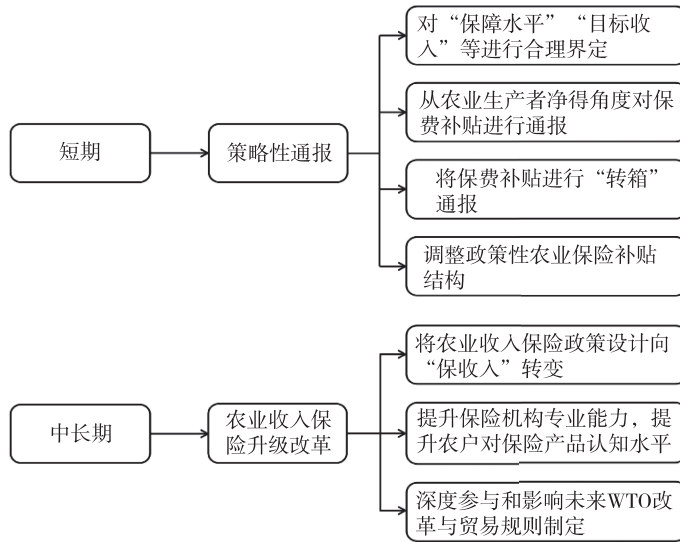 短期
策略性通报
对“保障水平”“目标收
入”等进行合理界定
从农业生产者净得角度对保
费补贴进行通报
将保费补贴进行“转箱”
通报
调整政策性农业保险补贴
结构
中长期
农业收入保
险升级改革
将农业收入保险政策设计向
“保收入”转变
提升保险机构专业能力，提
升农户对保险产品认知水平
深度参与和影响未来WTO改
革与贸易规则制定